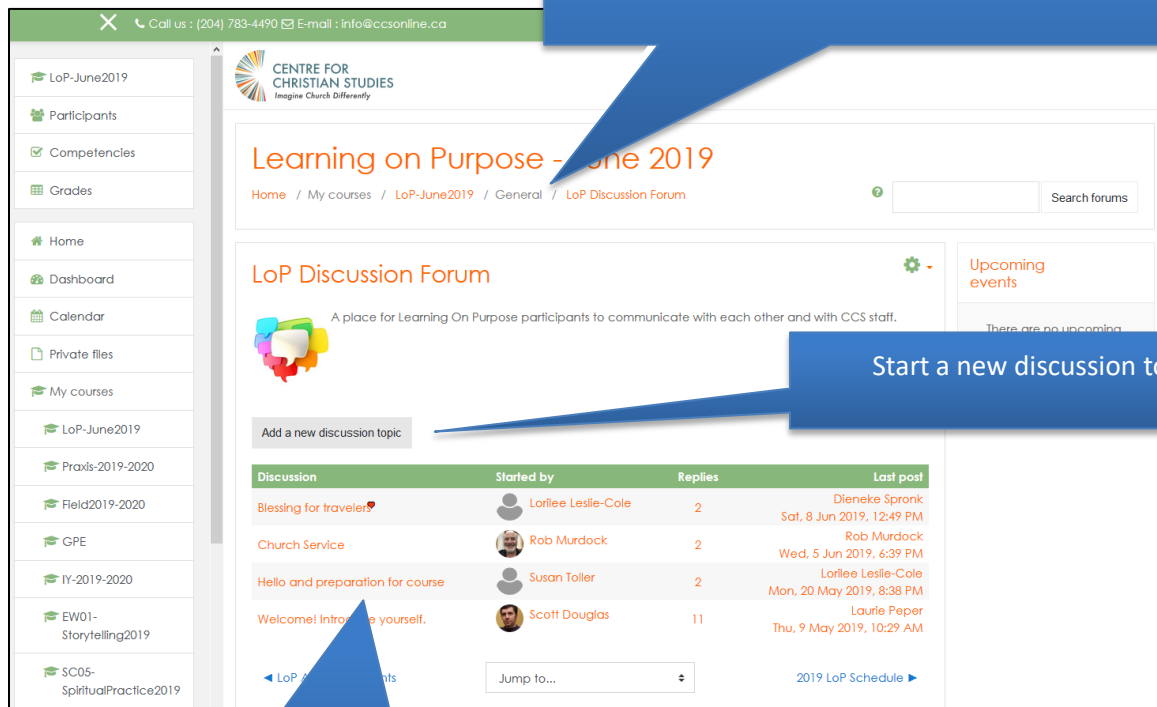 Call us : (204) 783-4490 E-mail : info@ccsonline.ca
LoP-June2019
Participants
Competencies
Grades
Home
Dashboard
Calendar
Private files
My courses
LoP-June2019
Praxis-2019-2020
Field2019-2020
GPE
IY-2019-2020
EW01-
Storytelling2019
SC05-
SpiritualPractice2019
CENTRE FOR
CHRISTIAN STUDIES
Imagine Church Differently
Learning on Purpose - June 2019
Home / My courses / LoP-June2019 / General / LoP Discussion Forum
Search forums
LoP Discussion Forum
A place for Learning On Purpose participants to communicate with each other and with CCS staff.
Upcoming
events
There are no upcoming
Start a new discussion to
Add a new discussion topic
Discussion Started by Replies Last post
Blessing for travelers Lorilee Leslie-Cole 2 Dieneke Spronk
Sat, 8 Jun 2019, 12:49 PM
Church Service Rob Murdock 2 Rob Murdock
Wed, 5 Jun 2019, 6:39 PM
Hello and preparation for course Susan Toller 2 Lorilee Leslie-Cole
Mon, 20 May 2019, 8:38 PM
Welcome! Introduce yourself. Scott Douglas 11 Laurie Peper
Thu, 9 May 2019, 10:29 AM
◄ LoP A nts
Jump to...
2019 LoP Schedule ►